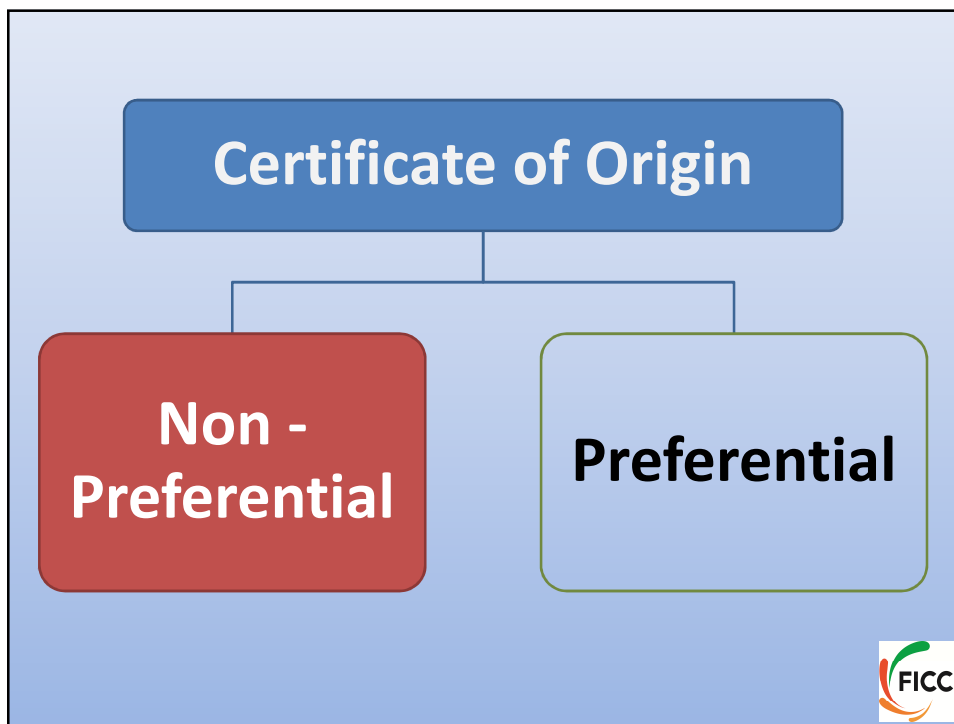 Certificate of Origin
Non -
Preferential
Preferential
FICC